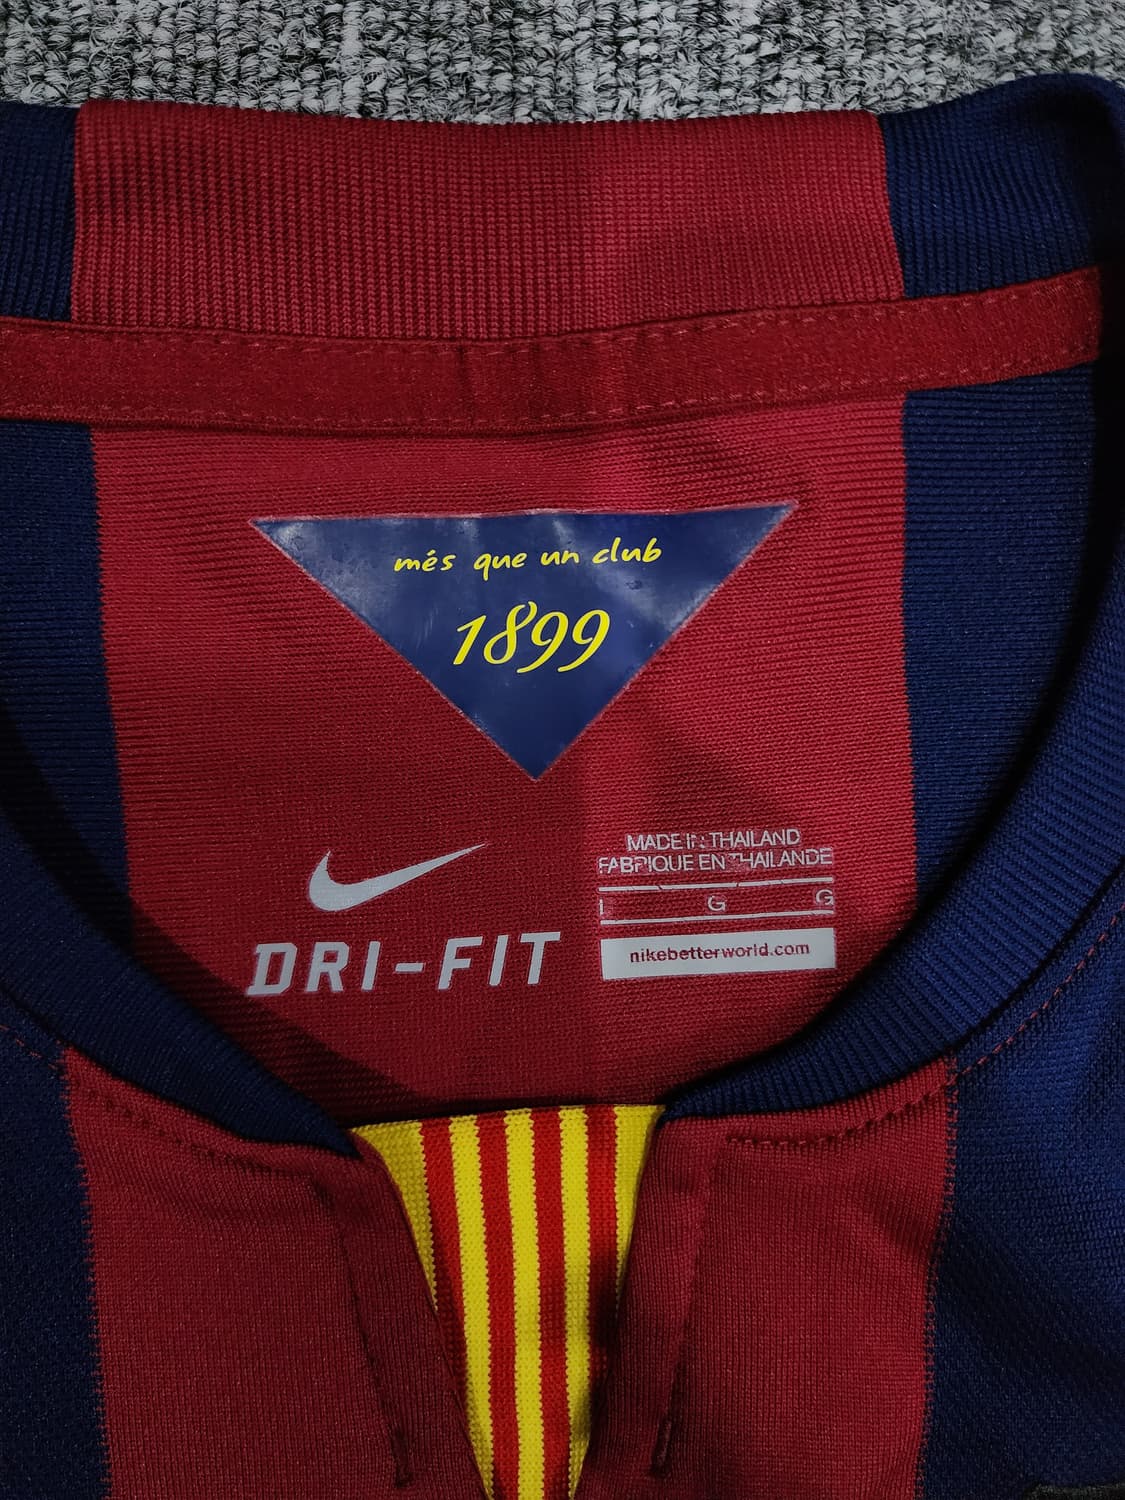 més que un club
1899
DRI-FIT
MADE IN THAILAND
FABRIQUE EN THAILANDE
L G G
nikebetterworld.com